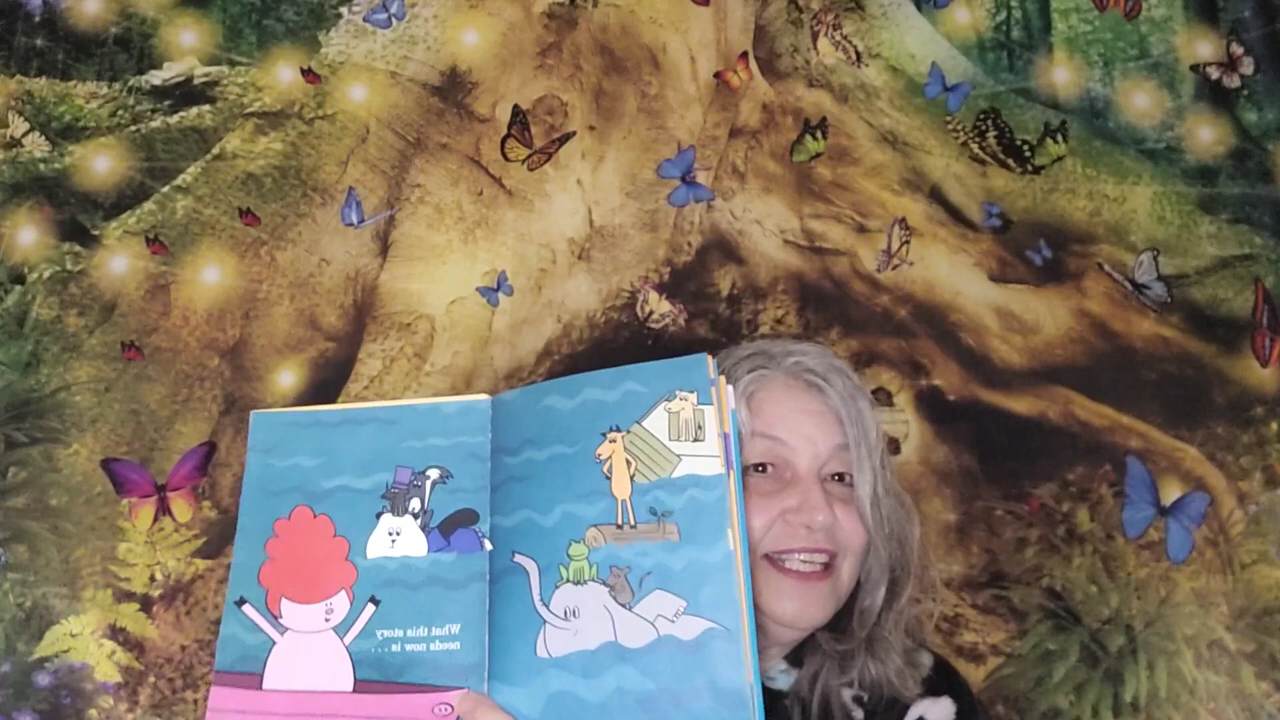 What this story
needs now is . . .